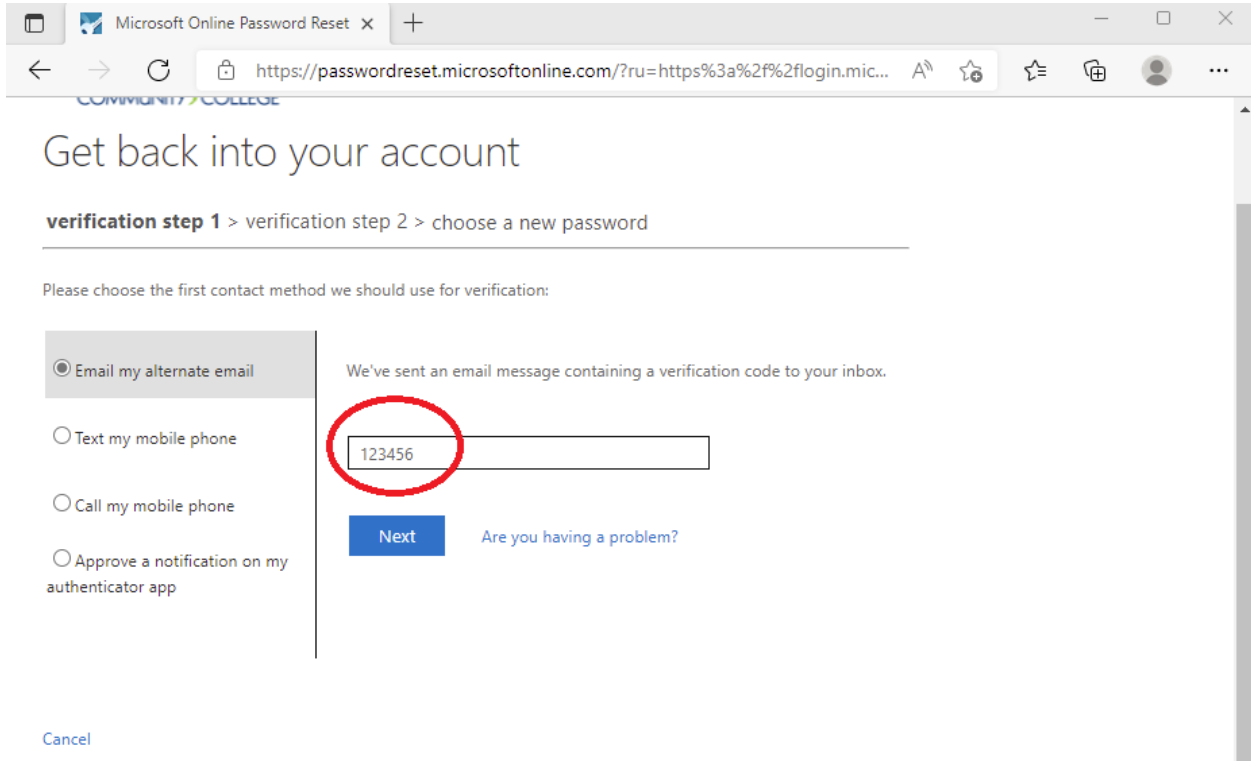 Microsoft Online Password Reset
https://passwordreset.microsoftonline.com/?ru=https%3a%2f%2flogin.mic...
COMMUNITY COLLEGE
Get back into your account
verification step 1 > verification step 2 > choose a new password
Please choose the first contact method we should use for verification:
Email my alternate email
Text my mobile phone
Call my mobile phone
Approve a notification on my
authenticator app
We've sent an email message containing a verification code to your inbox.
123456
Next
Are you having a problem?
Cancel